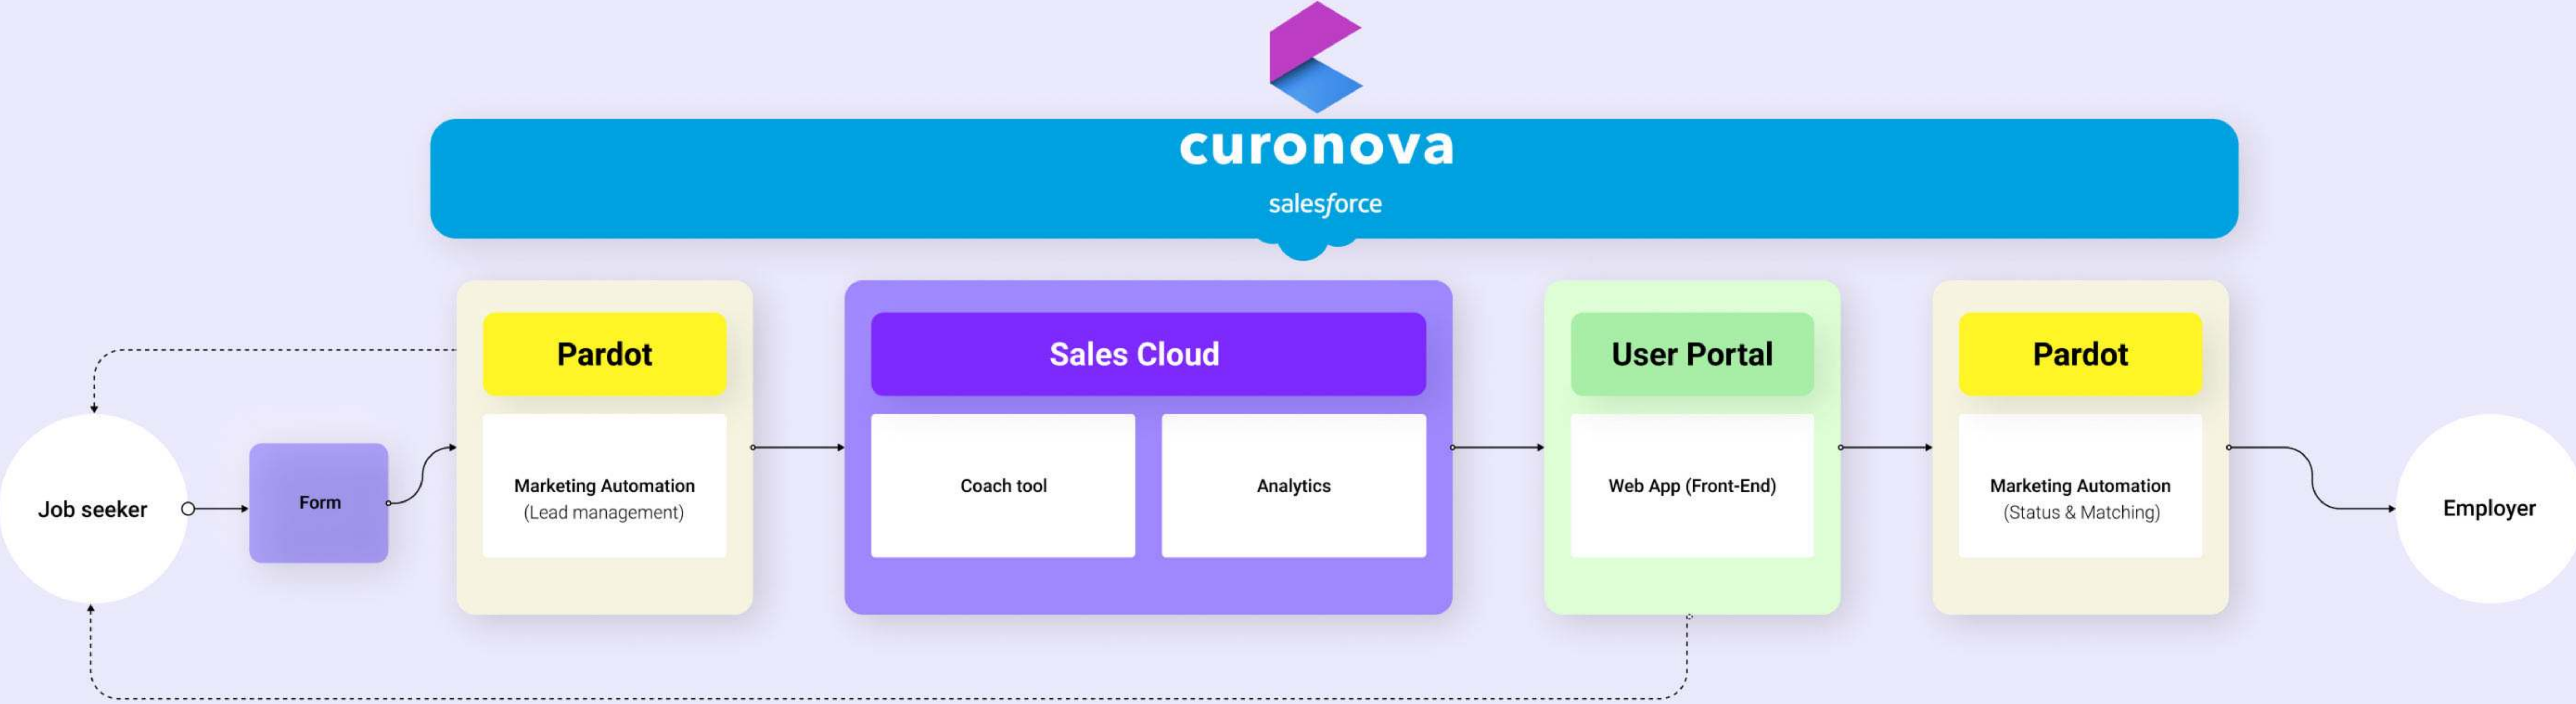 curonova
salesforce
Pardot
Sales Cloud
User Portal
Pardot
Job seeker
Form
Marketing Automation
(Lead management)
Coach tool
Analytics
Web App (Front-End)
Marketing Automation
(Status & Matching)
Employer